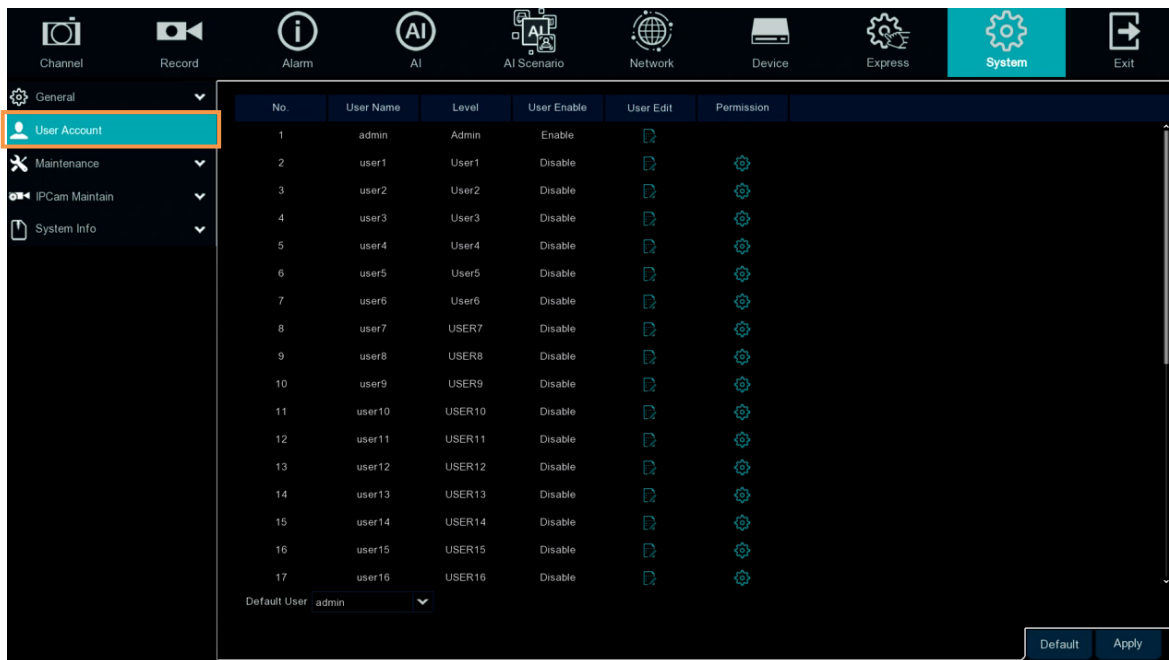 Channel Record Alarm AI AI Scenario Network Device Express System Exit
General
User Account
Maintenance
IPCam Maintain
System Info
No. User Name Level User Enable User Edit Permission
1 admin Admin Enable
2 user1 User1 Disable
3 user2 User2 Disable
4 user3 User3 Disable
5 user4 User4 Disable
6 user5 User5 Disable
7 user6 User6 Disable
8 user7 USER7 Disable
9 user8 USER8 Disable
10 user9 USER9 Disable
11 user10 USER10 Disable
12 user11 USER11 Disable
13 user12 USER12 Disable
14 user13 USER13 Disable
15 user14 USER14 Disable
16 user15 USER15 Disable
17 user16 USER16 Disable
Default User admin
Default Apply